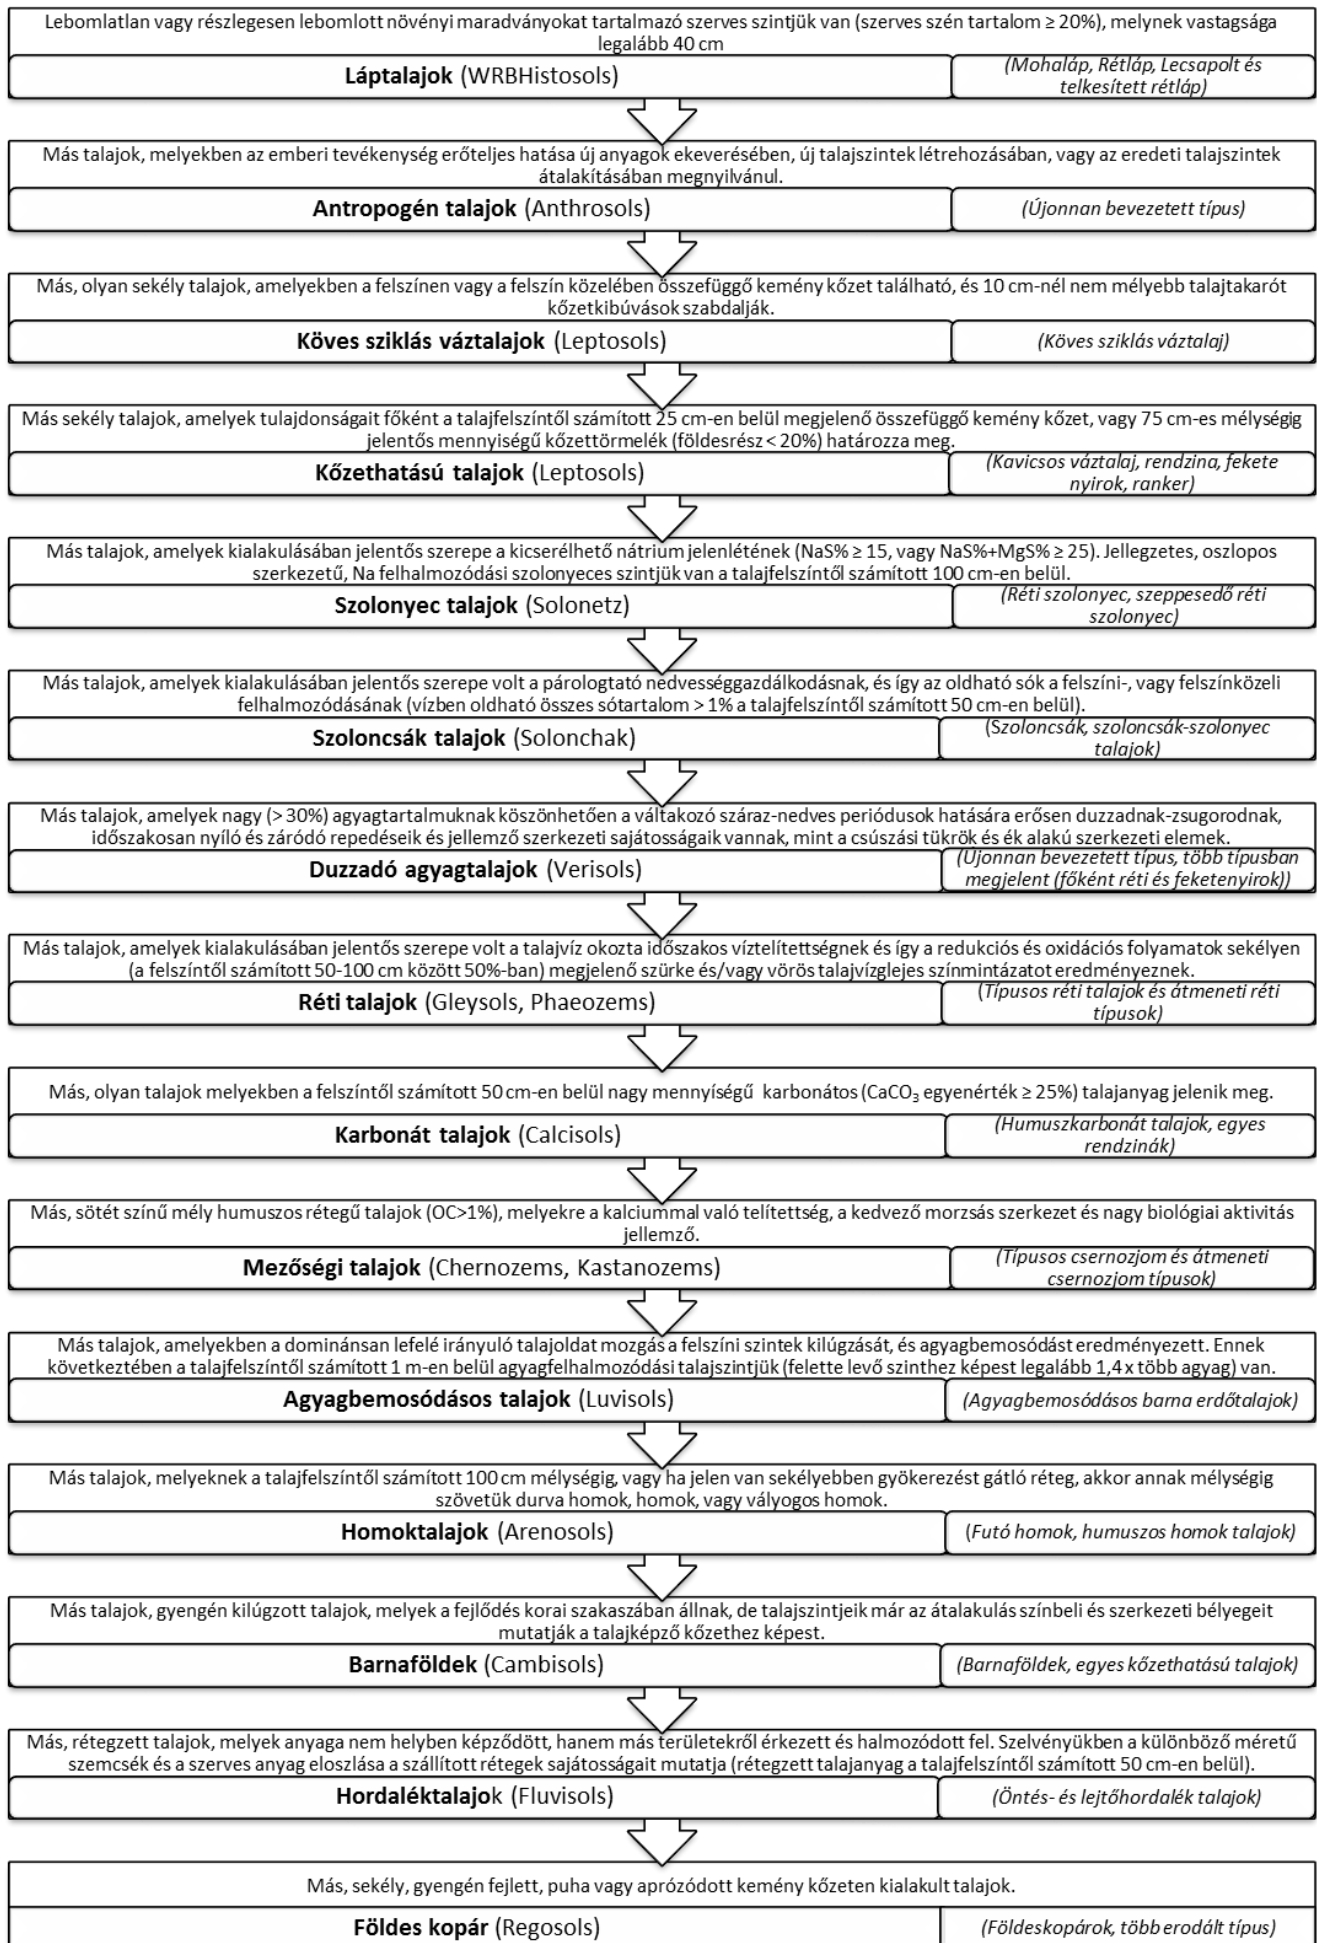 Lebomlatlan vagy részlegesen lebomlott növényi maradványokat tartalmazó szerves szintjük van (szerves szén tartalom ≥ 20%), melynek vastagsága
legalább 40 cm
Láptalajok (WRBHistosols)
(Mohaláp, Rétláp, Lecsapolt és
telkesített rétláp)
Más talajok, melyekben az emberi tevékenység erőteljes hatása új anyagok ekeverésében, új talajszintek létrehozásában, vagy az eredeti talajszintek
átalakításában megnyilvánul.
Antropogén talajok (Anthrosols)
(Újonnan bevezetett típus)
Más, olyan sekély talajok, amelyekben a felszínen vagy a felszín közelében összefüggő kemény kőzet található, és 10 cm-nél nem mélyebb talajtakarót
kőzetkibúvások szabdalják.
Köves sziklás váztalajok (Leptosols)
(Köves sziklás váztalaj)
Más sekély talajok, amelyek tulajdonságait főként a talajfelszíntől számított 25 cm-en belül megjelenő összefüggő kemény kőzet, vagy 75 cm-es mélységig
jelentős mennyiségű kőzettörmelék (földesrész < 20%) határozza meg.
Kőzethatású talajok (Leptosols)
(Kavicsos váztalaj, rendzina, fekete
nyirok, ranker)
Más talajok, amelyek kialakulásában jelentős szerepe a kicserélhető nátrium jelenlétének (NaS% ≥ 15, vagy NaS%+MgS% ≥ 25). Jellegzetes, oszlopos
szerkezetű, Na felhalmozódási szolonyeces szintjük van a talajfelszíntől számított 100 cm-en belül.
Szolonyec talajok (Solonetz)
(Réti szolonyec, szeppesedő réti
szolonyec)
Más talajok, amelyek kialakulásában jelentős szerepe volt a párologtató nedvességgazdálkodásnak, és így az oldható sók a felszíni-, vagy felszínközeli
felhalmozódásának (vízben oldható összes sótartalom > 1% a talajfelszíntől számított 50 cm-en belül).
Szoloncsák talajok (Solonchak)
(Szoloncsák, szoloncsák-szolonyec
talajok)
Más talajok, amelyek nagy (> 30%) agyagtartalmuknak köszönhetően a váltakozó száraz-nedves periódusok hatására erősen duzzadnak-zsugorodnak,
időszakosan nyíló és záródó repedéseik és jellemző szerkezeti sajátosságaik vannak, mint a csúszási tükrök és ék alakú szerkezeti elemek.
Duzzadó agyagtalajok (Verisols)
(Újonnan bevezetett típus, több típusban
megjelent (főként réti és feketenyirok))
Más talajok, amelyek kialakulásában jelentős szerepe volt a talajvíz okozta időszakos víztelítettségnek és így a redukciós és oxidációs folyamatok sekélyen
(a felszíntől számított 50-100 cm között 50%-ban) megjelenő szürke és/vagy vörös talajvízglejes színmintázatot eredményeznek.
Réti talajok (Gleysols, Phaeozems)
(Típusos réti talajok és átmeneti réti
típusok)
Más, olyan talajok melyekben a felszíntől számított 50 cm-en belül nagy mennyíségű karbonátos (CaCO₃ egyenérték ≥ 25%) talajanyag jelenik meg.
Karbonát talajok (Calcisols)
(Humuszkarbonát talajok, egyes
rendzinák)
Más, sötét színű mély humuszos rétegű talajok (OC>1%), melyekre a kalciummal való telítettség, a kedvező morzsás szerkezet és nagy biológiai aktivitás
jellemző.
Mezőségi talajok (Chernozems, Kastanozems)
(Típusos csernozjom és átmeneti
csernozjom típusok)
Más talajok, amelyekben a dominánsan lefelé irányuló talajoldat mozgás a felszíni szintek kilúgzását, és agyagbemosódást eredményezett. Ennek
következtében a talajfelszíntől számított 1 m-en belül agyagfelhalmozódási talajszintjük (felette levő szinthez képest legalább 1,4 x több agyag) van.
Agyagbemosódásos talajok (Luvisols)
(Agyagbemosódásos barna erdőtalajok)
Más talajok, melyeknek a talajfelszíntől számított 100 cm mélységig, vagy ha jelen van sekélyebben gyökerezést gátló réteg, akkor annak mélységig
szövetük durva homok, homok, vagy vályogos homok.
Homoktalajok (Arenosols)
(Futó homok, humuszos homok talajok)
Más talajok, gyengén kilúgzott talajok, melyek a fejlődés korai szakaszában állnak, de talajszintjeik már az átalakulás színbeli és szerkezeti bélyegeit
mutatják a talajképző kőzethez képest.
Barnaföldek (Cambisols)
(Barnaföldek, egyes kőzethatású talajok)
Más, rétegzett talajok, melyek anyaga nem helyben képződött, hanem más területekről érkezett és halmozódott fel. Szelvényükben a különböző méretű
szemcsék és a szerves anyag eloszlása a szállított rétegek sajátosságait mutatja (rétegzett talajanyag a talajfelszíntől számított 50 cm-en belül).
Hordaléktalajok (Fluvisols)
(Öntés- és lejtőhordalék talajok)
Más, sekély, gyengén fejlett, puha vagy aprózódott kemény kőzeten kialakult talajok.
Földes kopár (Regosols)
(Földeskopárok, több erodált típus)